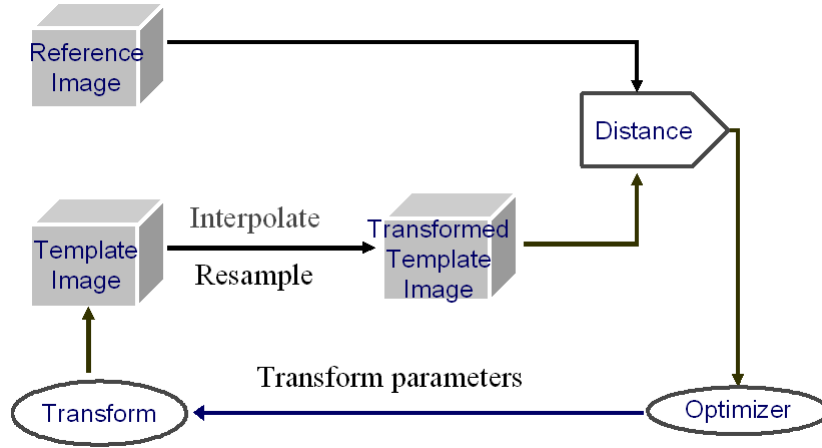 Reference
Image
Distance
Interpolate
Resample
Template
Image
Transformed
Template
Image
Transform parameters
Transform
Optimizer